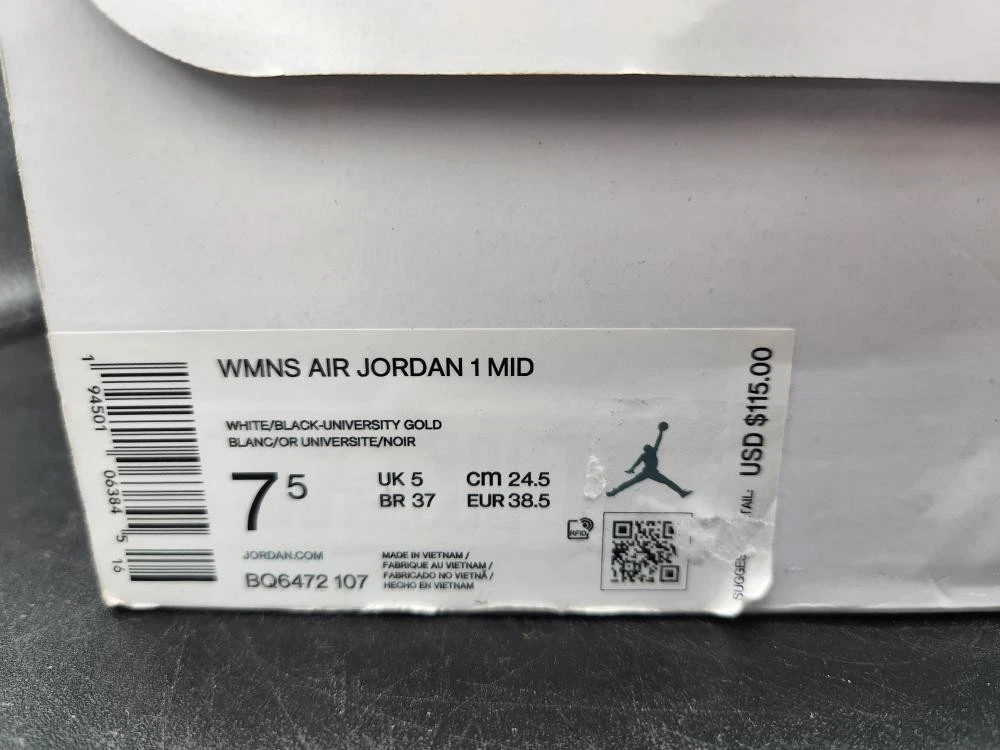 WMNS AIR JORDAN 1 MID
WHITE/BLACK-UNIVERSITY GOLD
BLANC/OR UNIVERSITE/NOIR
7 5
UK 5 cm 24.5
BR 37 EUR 38.5
JORDAN.COM
BQ6472 107
MADE IN VIETNAM /
FABRIQUE AU VIETNAM /
FABRICADO NO VIETNÃ /
HECHO EN VIETNAM
RFID
1 94501 06384 5 16
USD $115.00